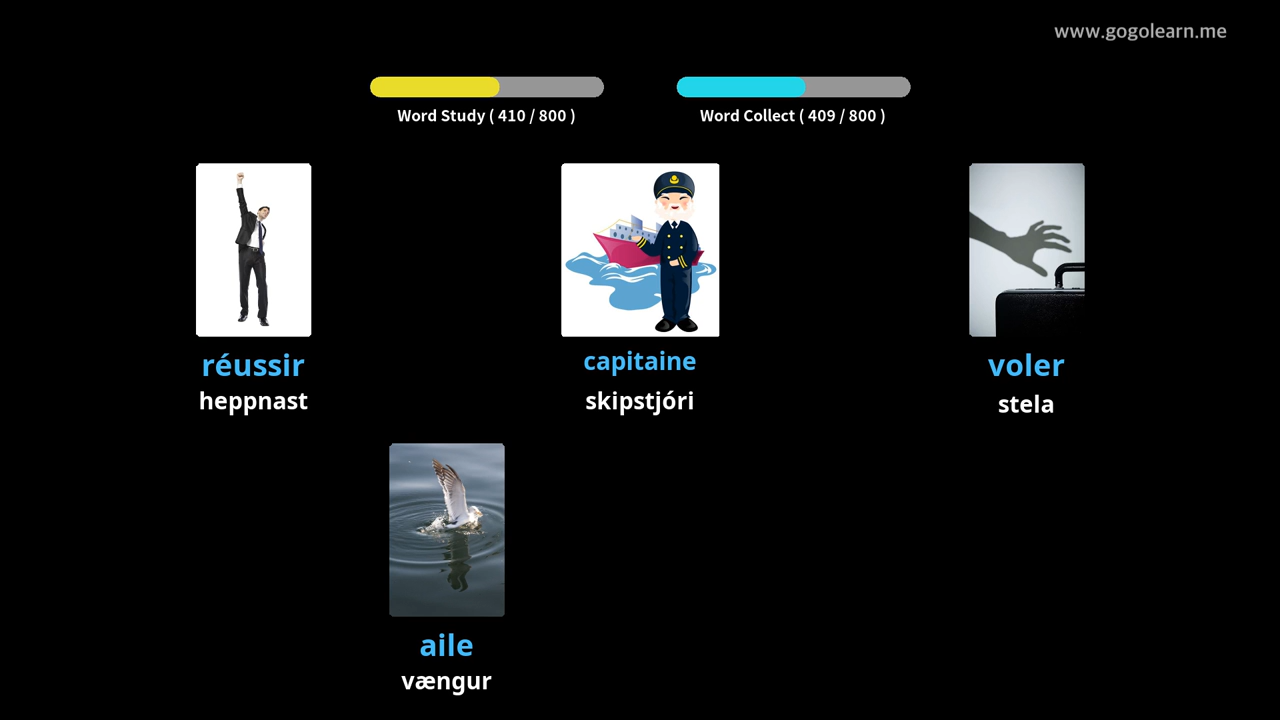 www.gogolearn.me
Word Study ( 410 / 800 )
Word Collect ( 409 / 800 )
réussir
heppnast
capitaine
skipstjóri
voler
stela
aile
vængur